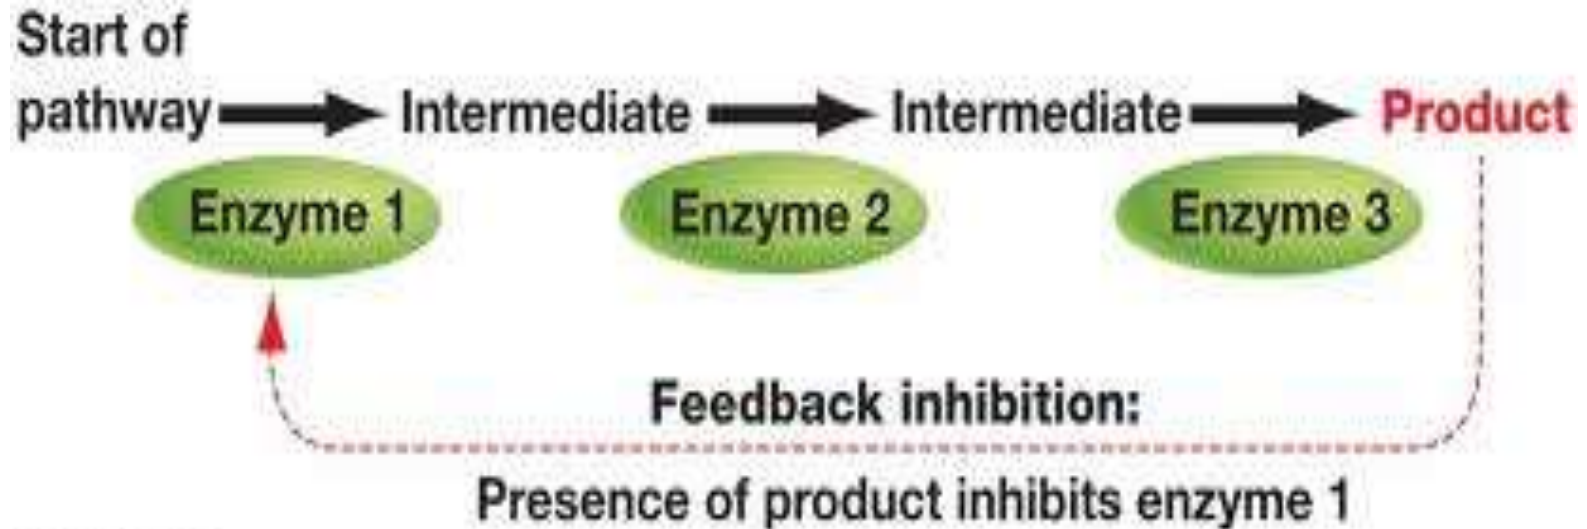 Start of
pathway Intermediate Intermediate Product
Enzyme 1 Enzyme 2 Enzyme 3
Feedback inhibition:
Presence of product inhibits enzyme 1